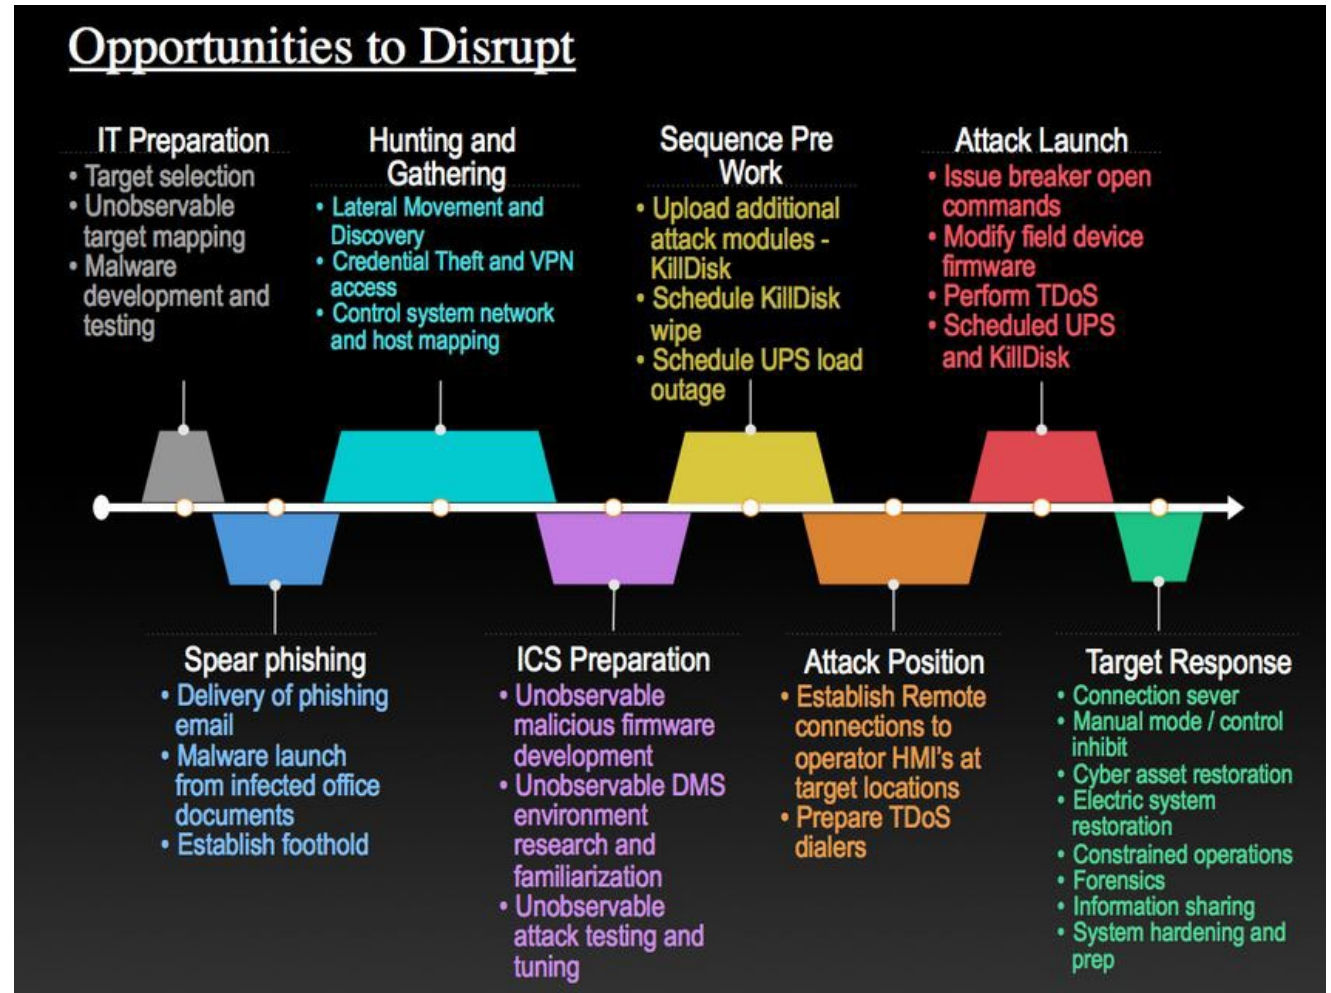 Opportunities to Disrupt
IT Preparation
• Target selection
• Unobservable
target mapping
• Malware
development and
testing
Hunting and
Gathering
• Lateral Movement and
Discovery
• Credential Theft and VPN
access
• Control system network
and host mapping
Sequence Pre
Work
• Upload additional
attack modules -
KillDisk
• Schedule KillDisk
wipe
• Schedule UPS load
outage
Attack Launch
• Issue breaker open
commands
• Modify field device
firmware
• Perform TDoS
• Scheduled UPS
and KillDisk
Spear phishing
• Delivery of phishing
email
• Malware launch
from infected office
documents
• Establish foothold
ICS Preparation
• Unobservable
malicious firmware
development
• Unobservable DMS
environment
research and
familiarization
• Unobservable
attack testing and
tuning
Attack Position
• Establish Remote
connections to
operator HMI's at
target locations
• Prepare TDoS
dialers
Target Response
• Connection sever
• Manual mode / control
inhibit
• Cyber asset restoration
• Electric system
restoration
• Constrained operations
• Forensics
• Information sharing
• System hardening and
prep